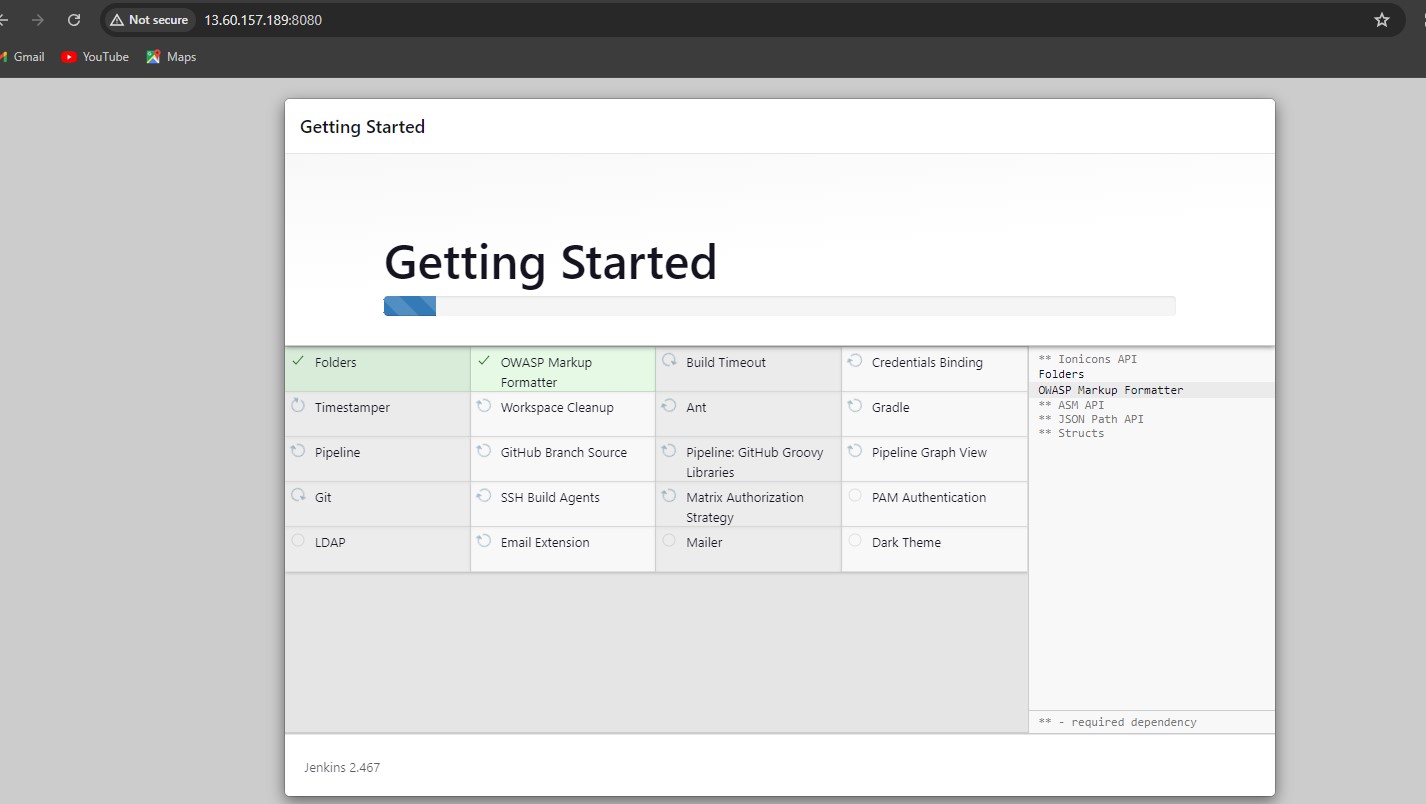 Not secure 13.60.157.189:8080
Gmail YouTube Maps
Getting Started
Getting Started
Folders
OWASP Markup
Formatter
Build Timeout
Credentials Binding
Timestamper
Workspace Cleanup
Ant
Gradle
Pipeline
GitHub Branch Source
Pipeline: GitHub Groovy
Libraries
Pipeline Graph View
Git
SSH Build Agents
Matrix Authorization
Strategy
PAM Authentication
LDAP
Email Extension
Mailer
Dark Theme
** Ionicons API
Folders
OWASP Markup Formatter
** ASM API
** JSON Path API
** Structs
** - required dependency
Jenkins 2.467